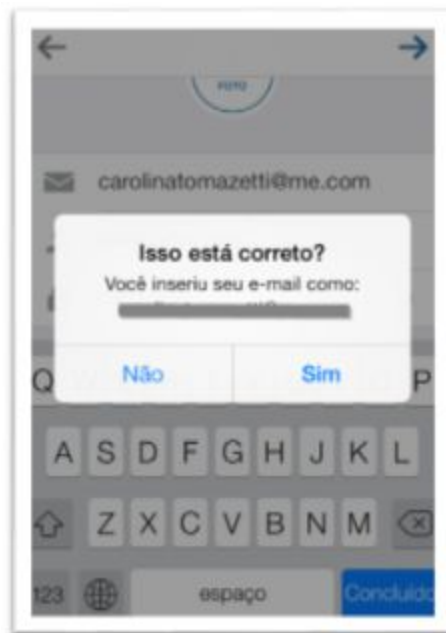 FOTO
carolinatomazetti@me.com
Isso está correto?
Você inseriu seu e-mail como:
Não Sim
Q P
A S D F G H J K L
Z X C V B N M
123 espaço Concluído